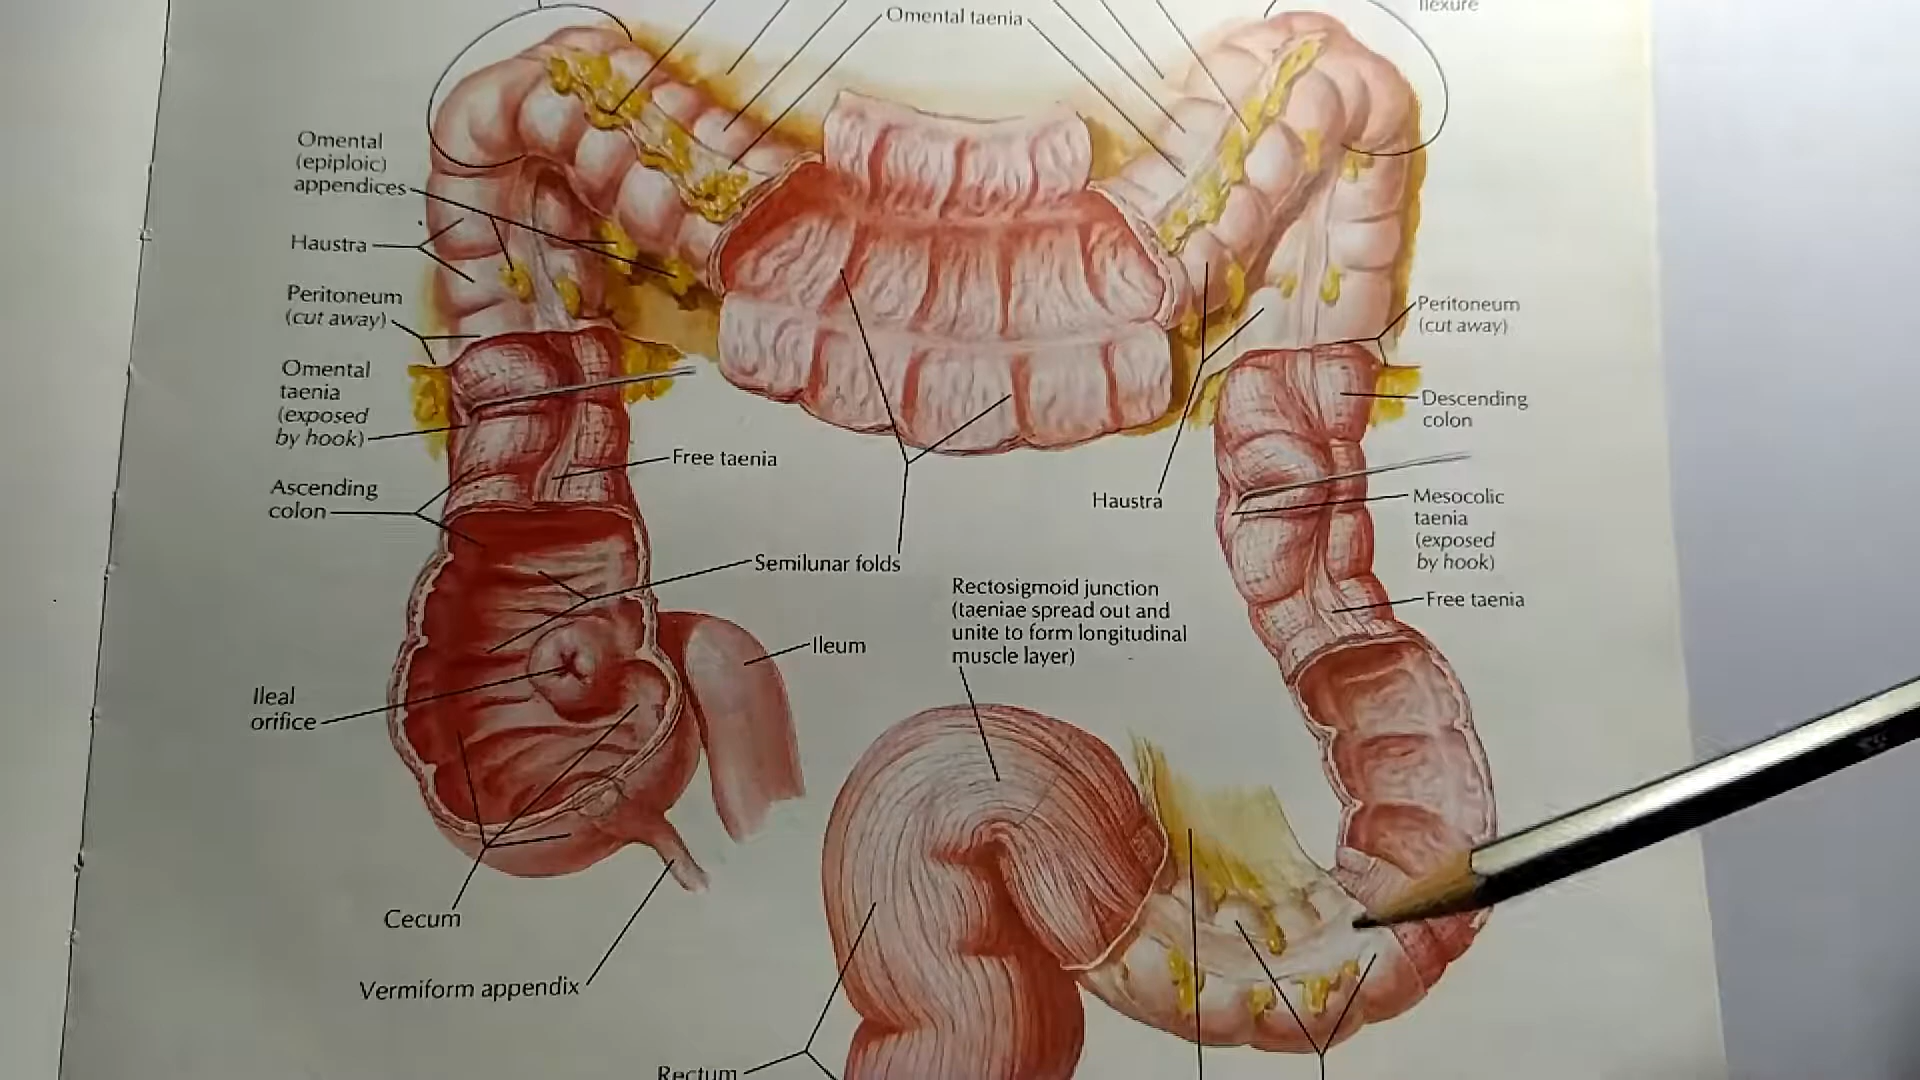 flexure
Omental taenia
Omental
(epiploic)
appendices
Haustra
Peritoneum
(cut away)
Omental
taenia
(exposed
by hook)
Ascending
colon
Free taenia
Semilunar folds
Ileum
Ileal
orifice
Cecum
Vermiform appendix
Rectosigmoid junction
(taeniae spread out and
unite to form longitudinal
muscle layer)
Rectum
Haustra
Peritoneum
(cut away)
Descending
colon
Mesocolic
taenia
(exposed
by hook)
Free taenia